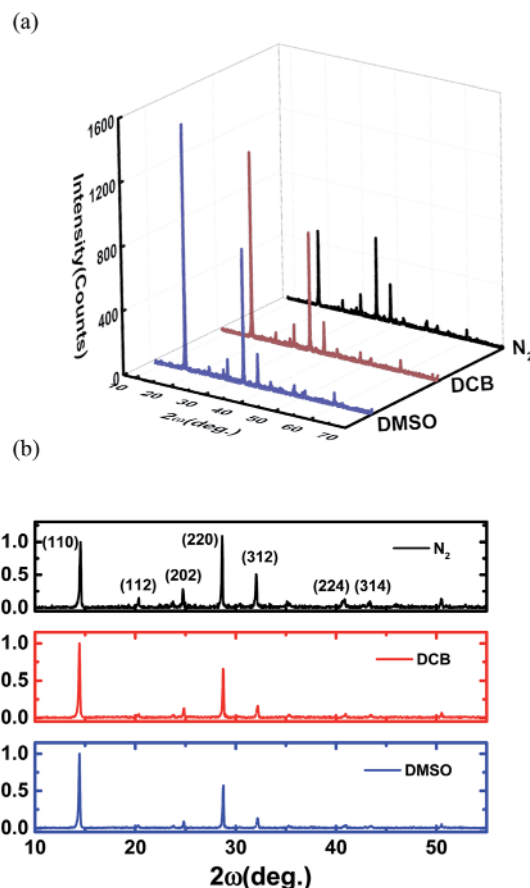 (a)
1600
1200
800
400
0
Intensity(Counts)
10 20 30 40 50 60 70
2ω(deg.)
N2
DCB
DMSO
(b)
1.0
0.5
0.0
(110)
(112)
(202)
(220)
(312)
(224)
(314)
N2
1.0
0.5
0.0
DCB
1.0
0.5
0.0
DMSO
10 20 30 40 50
2ω(deg.)